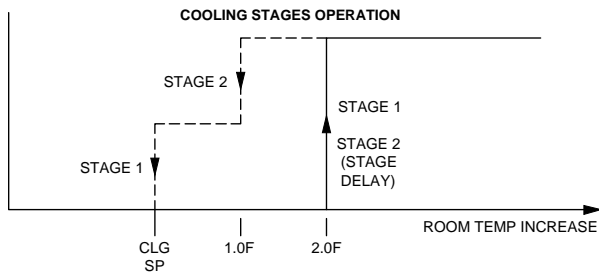 COOLING STAGES OPERATION
STAGE 2
STAGE 1
STAGE 1
STAGE 2
(STAGE
DELAY)
ROOM TEMP INCREASE
CLG
SP
1.0F
2.0F